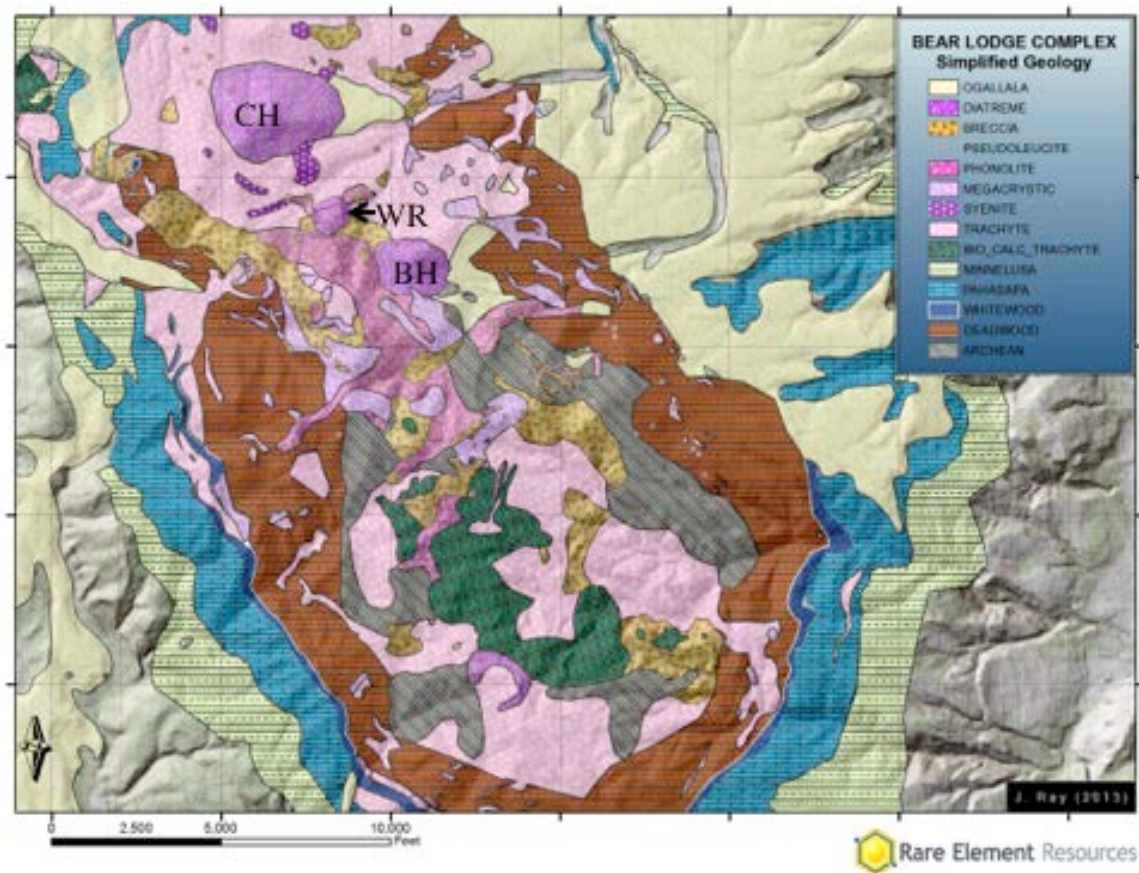 BEAR LODGE COMPLEX
Simplified Geology
OGALLALA
DIATREME
BRECCIA
PSEUDOLEUCITE
PHONOLITE
MEGACRYSTIC
SYENITE
TRACHYTE
BIO_CALC_TRACHYTE
MINNELUSA
PAHASAPA
WHITEWOOD
DEADWOOD
ARCHEAN
CH
WR
BH
J. Ray (2013)
0 2,500 5,000 10,000
Feet
Rare Element Resources